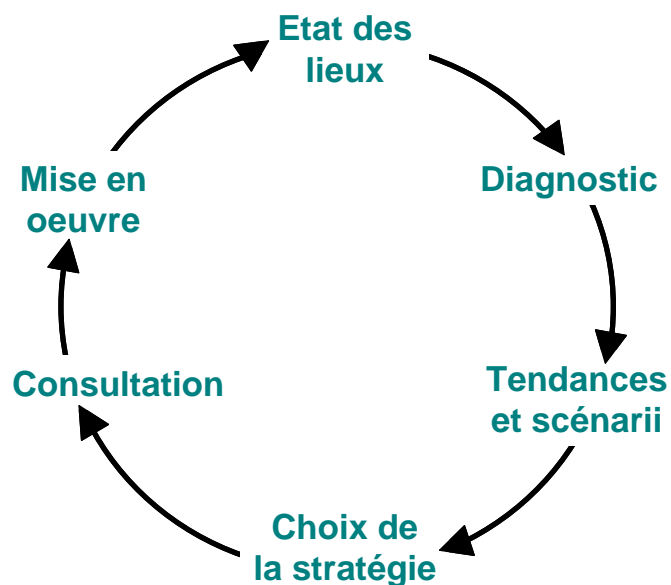 Etat des
lieux
Diagnostic
Tendances
et scénarii
Choix de
la stratégie
Consultation
Mise en
oeuvre